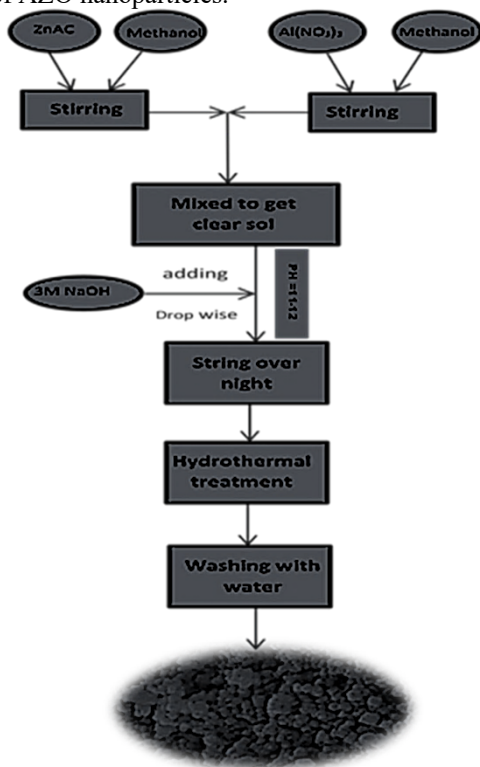 of AZO nanoparticles.
ZnAC
Methanol
Al(NO₃)₃
Methanol
Stirring
Stirring
Mixed to get
clear sol
adding
3M NaOH
Drop wise
PH =11-12
String over
night
Hydrothermal
treatment
Washing with
water